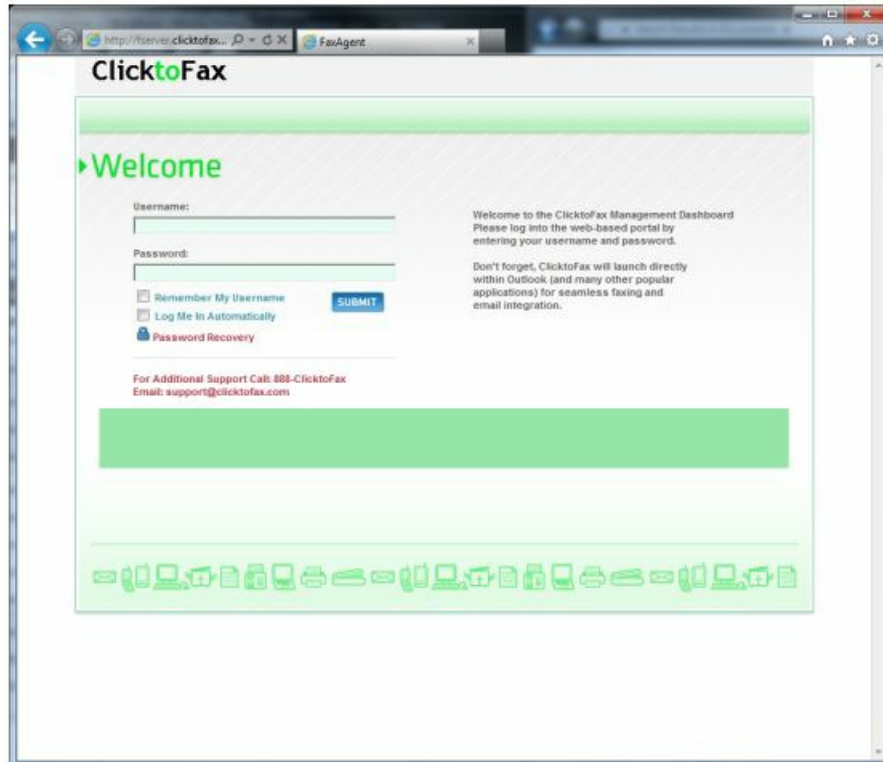 http://fserver.clicktofax...
FaxAgent
ClicktoFax
Welcome
Username:
Welcome to the ClicktoFax Management Dashboard
Please log into the web-based portal by
entering your username and password.
Password:
Don't forget, ClicktoFax will launch directly
within Outlook (and many other popular
applications) for seamless faxing and
email integration.
Remember My Username
SUBMIT
Log Me In Automatically
Password Recovery
For Additional Support Call: 888-ClicktoFax
Email: support@clicktofax.com